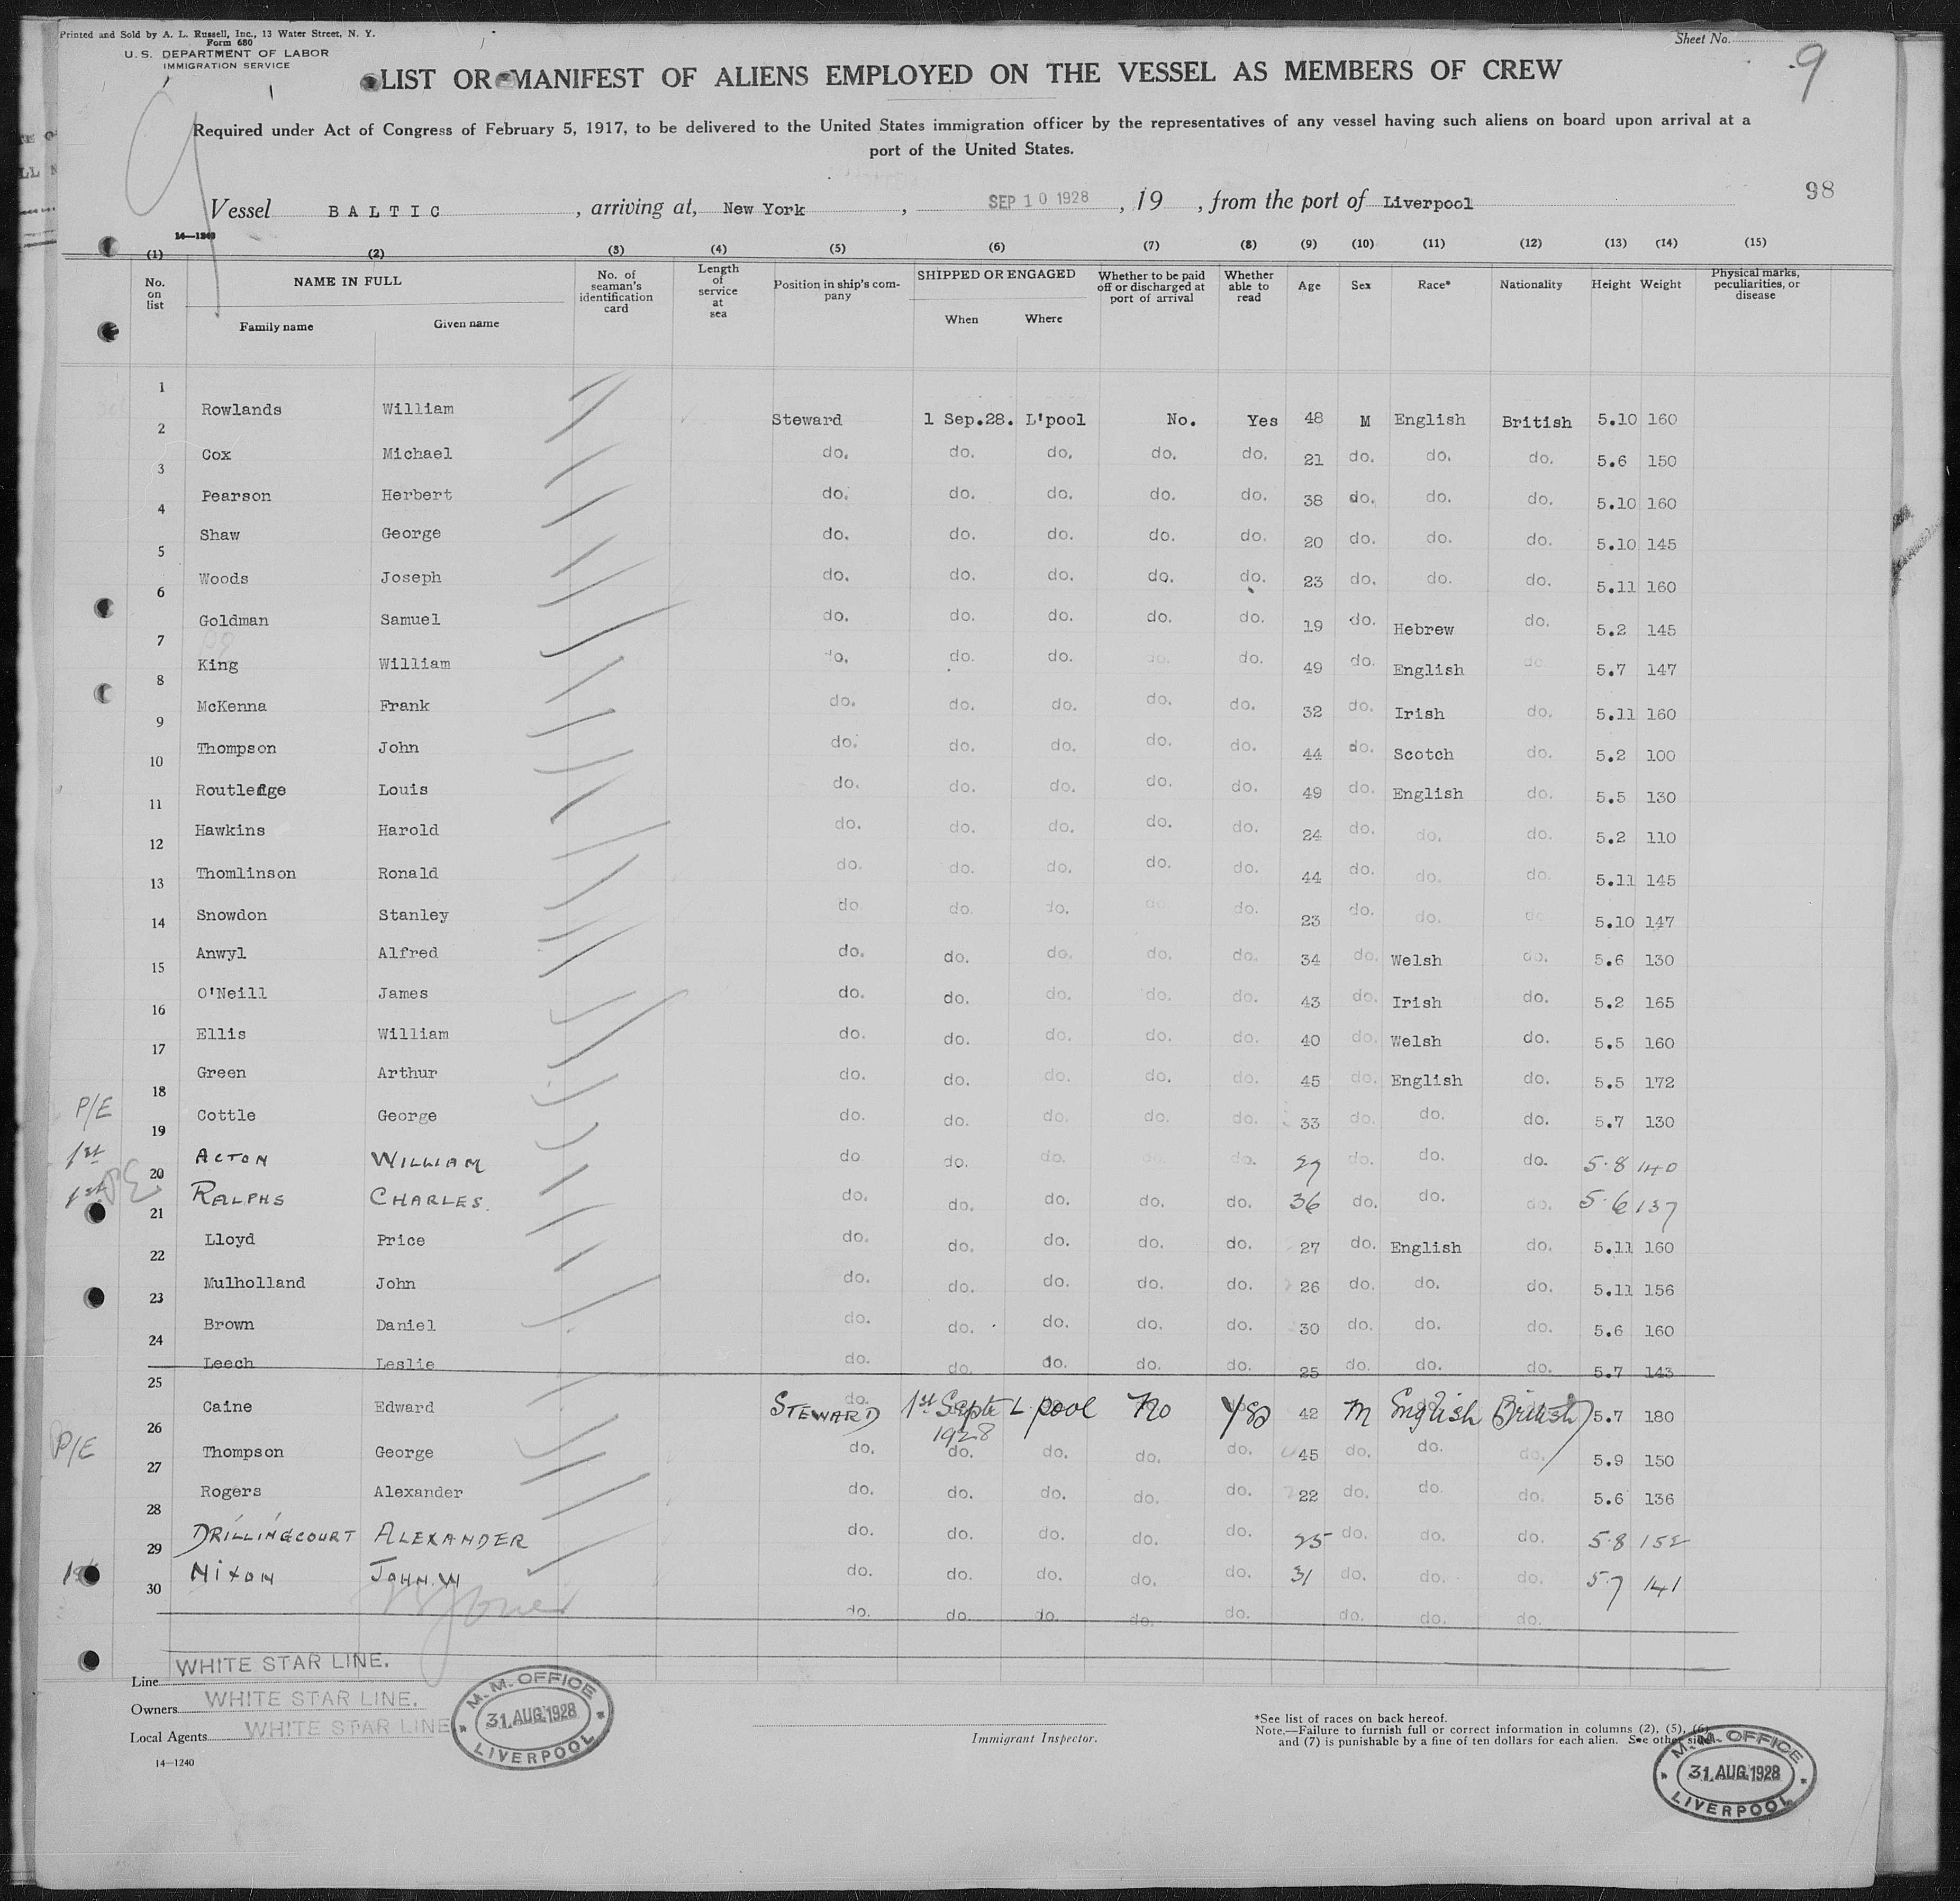 Printed and Sold by A. L. Russell, Inc., 13 Water Street, N. Y.
Form 680
U. S. DEPARTMENT OF LABOR
IMMIGRATION SERVICE
Sheet No.
9
LIST OR MANIFEST OF ALIENS EMPLOYED ON THE VESSEL AS MEMBERS OF CREW
Required under Act of Congress of February 5, 1917, to be delivered to the United States immigration officer by the representatives of any vessel having such aliens on board upon arrival at a
port of the United States.
98
Vessel BALTIC, arriving at, New York, SEP 10 1928, 19 , from the port of Liverpool
14—1240
(1) (2) (3) (4) (5) (6) (7) (8) (9) (10) (11) (12) (13) (14) (15)
No. on list NAME IN FULL Family name Given name No. of seaman's identification card Length of service at sea Position in ship's company SHIPPED OR ENGAGED When Where Whether to be paid off or discharged at port of arrival Whether able to read Age Sex Race* Nationality Height Weight Physical marks, peculiarities, or disease
1 Rowlands William Steward 1 Sep.28. L'pool No. Yes 48 M English British 5.10 160
2 Cox Michael do. do. do. do. do. 21 do. do. do. 5.6 150
3 Pearson Herbert do. do. do. do. do. 38 do. do. do. 5.10 160
4 Shaw George do. do. do. do. do. 20 do. do. do. 5.10 145
5 Woods Joseph do. do. do. do. do. 23 do. do. do. 5.11 160
6 Goldman Samuel do. do. do. do. do. 19 do. Hebrew do. 5.2 145
7 King William do. do. do. do. do. 49 do. English do 5.7 147
8 McKenna Frank do. do. do. do. do. 32 do. Irish do. 5.11 160
9 Thompson John do. do. do. do. do. 44 do. Scotch do. 5.2 100
10 Routledge Louis do. do. do. do. do. 49 do. English do. 5.5 130
11 Hawkins Harold do. do. do. do. do. 24 do. do. do. 5.2 110
12 Thomlinson Ronald do. do. do. do. do. 44 do. do. do. 5.11 145
13 Snowdon Stanley do. do. do. do. do. 23 do. do. do 5.10 147
14 Anwyl Alfred do. do. do. do. do. 34 do. Welsh do. 5.6 130
15 O'Neill James do. do. do. do. do. 43 do. Irish do. 5.2 165
16 Ellis William do. do. do. do. do. 40 do. Welsh do. 5.5 160
17 Green Arthur do. do. do. do. do. 45 do. English do. 5.5 172
P/E 18 Cottle George do. do. do. do. do. 33 do. do. do. 5.7 130
1st 19 ACTON WILLIAM do do. do. do. do. 27 do. do. do. 5.8 140
1st PE 20 RALPHS CHARLES. do. do. do. do. do. 36 do. do. do. 5.6 137
21 Lloyd Price do. do. do. do. do. 27 do. English do. 5.11 160
22 Mulholland John do. do. do. do. do. 26 do. do. do. 5.11 156
23 Brown Daniel do. do. do. do. do. 30 do. do. do. 5.6 160
24 Leech Leslie do. do. do. do. do. 25 do. do. do. 5.7 143
25 Caine Edward do. STEWARD 1st Septr 1928 L'pool No Yes 42 M English British 5.7 180
P/E 26 Thompson George do. do. do. do. do. 45 do. do. do. 5.9 150
27 Rogers Alexander do. do. do. do. do. 22 do. do. do. 5.6 136
28 DRILLINGCOURT ALEXANDER do. do. do. do. do. 25 do. do. do. 5.8 152
1st 29 NIXON JOHN. W do. do. do. do. do. 31 do. do. do. 5.7 141
30 do. do. do. do. do. do. do. do.
Line WHITE STAR LINE.
Owners WHITE STAR LINE.
Local Agents WHITE STAR LINE
14—1240
M. M. OFFICE
31 AUG 1928
LIVERPOOL
Immigrant Inspector.
*See list of races on back hereof.
Note.—Failure to furnish full or correct information in columns (2), (5), (6)
and (7) is punishable by a fine of ten dollars for each alien. See other side
M. M. OFFICE
31 AUG 1928
LIVERPOOL